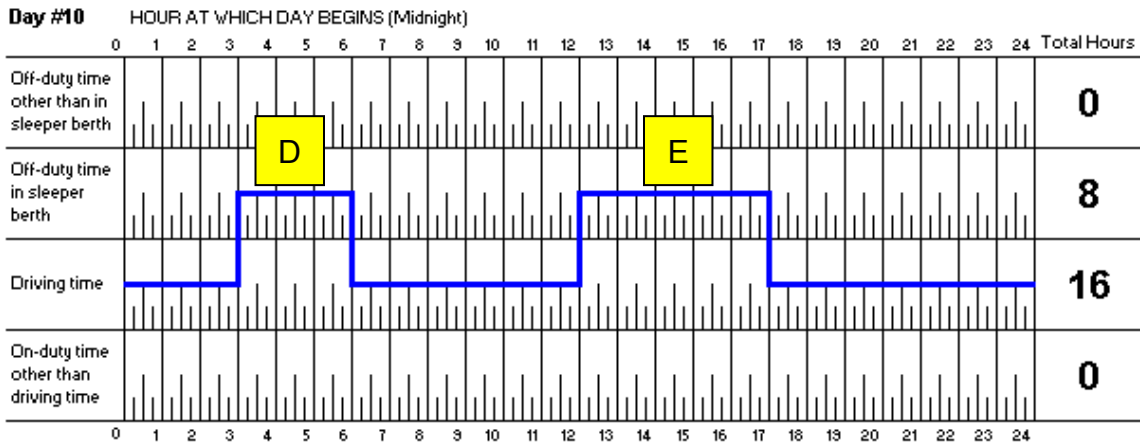 Day #10 HOUR AT WHICH DAY BEGINS (Midnight)
0 1 2 3 4 5 6 7 8 9 10 11 12 13 14 15 16 17 18 19 20 21 22 23 24 Total Hours
Off-duty time
other than in
sleeper berth
0
D
E
Off-duty time
in sleeper
berth
8
Driving time
16
On-duty time
other than
driving time
0
0 1 2 3 4 5 6 7 8 9 10 11 12 13 14 15 16 17 18 19 20 21 22 23 24